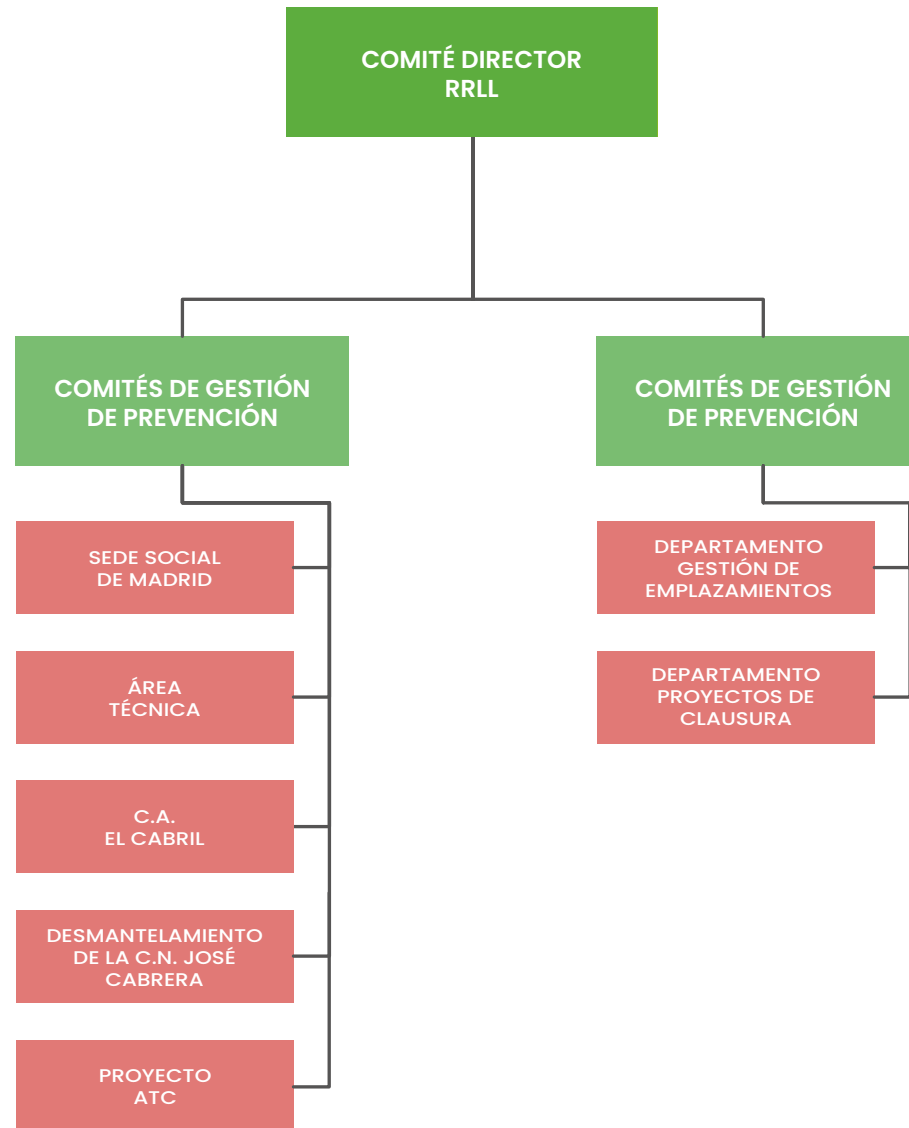 COMITÉ DIRECTOR
RRLL
COMITÉS DE GESTIÓN
DE PREVENCIÓN
SEDE SOCIAL
DE MADRID
ÁREA
TÉCNICA
C.A.
EL CABRIL
DESMANTELAMIENTO
DE LA C.N. JOSÉ
CABRERA
PROYECTO
ATC
COMITÉS DE GESTIÓN
DE PREVENCIÓN
DEPARTAMENTO
GESTIÓN DE
EMPLAZAMIENTOS
DEPARTAMENTO
PROYECTOS DE
CLAUSURA